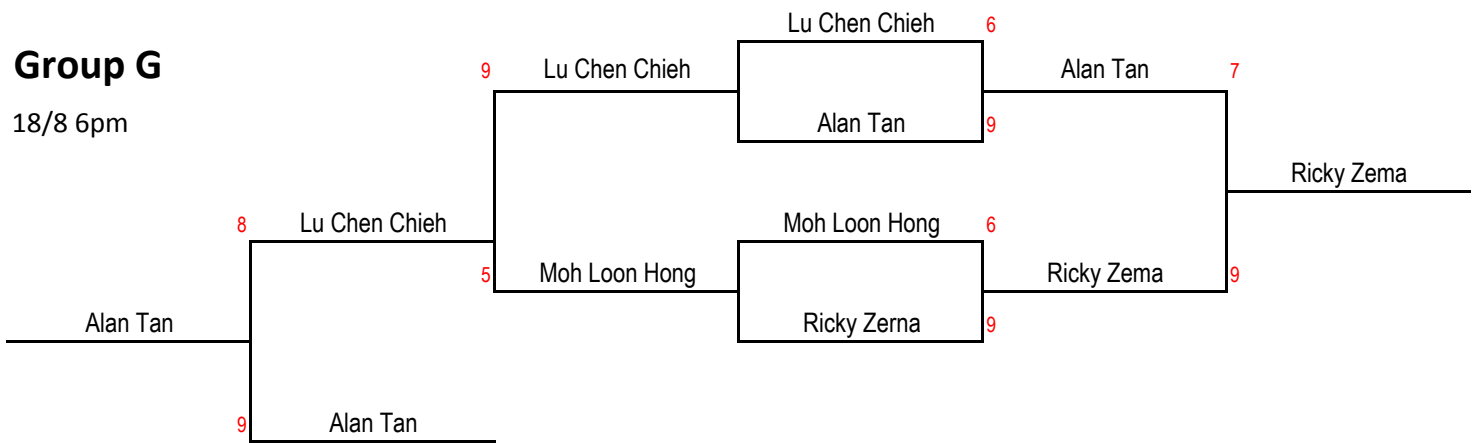 Lu Chen Chieh 6
Group G
9 Lu Chen Chieh Alan Tan 7
18/8 6pm
Alan Tan 9
Ricky Zema
8 Lu Chen Chieh Moh Loon Hong 6
5 Moh Loon Hong Ricky Zema 9
Alan Tan Ricky Zerna 9
9 Alan Tan